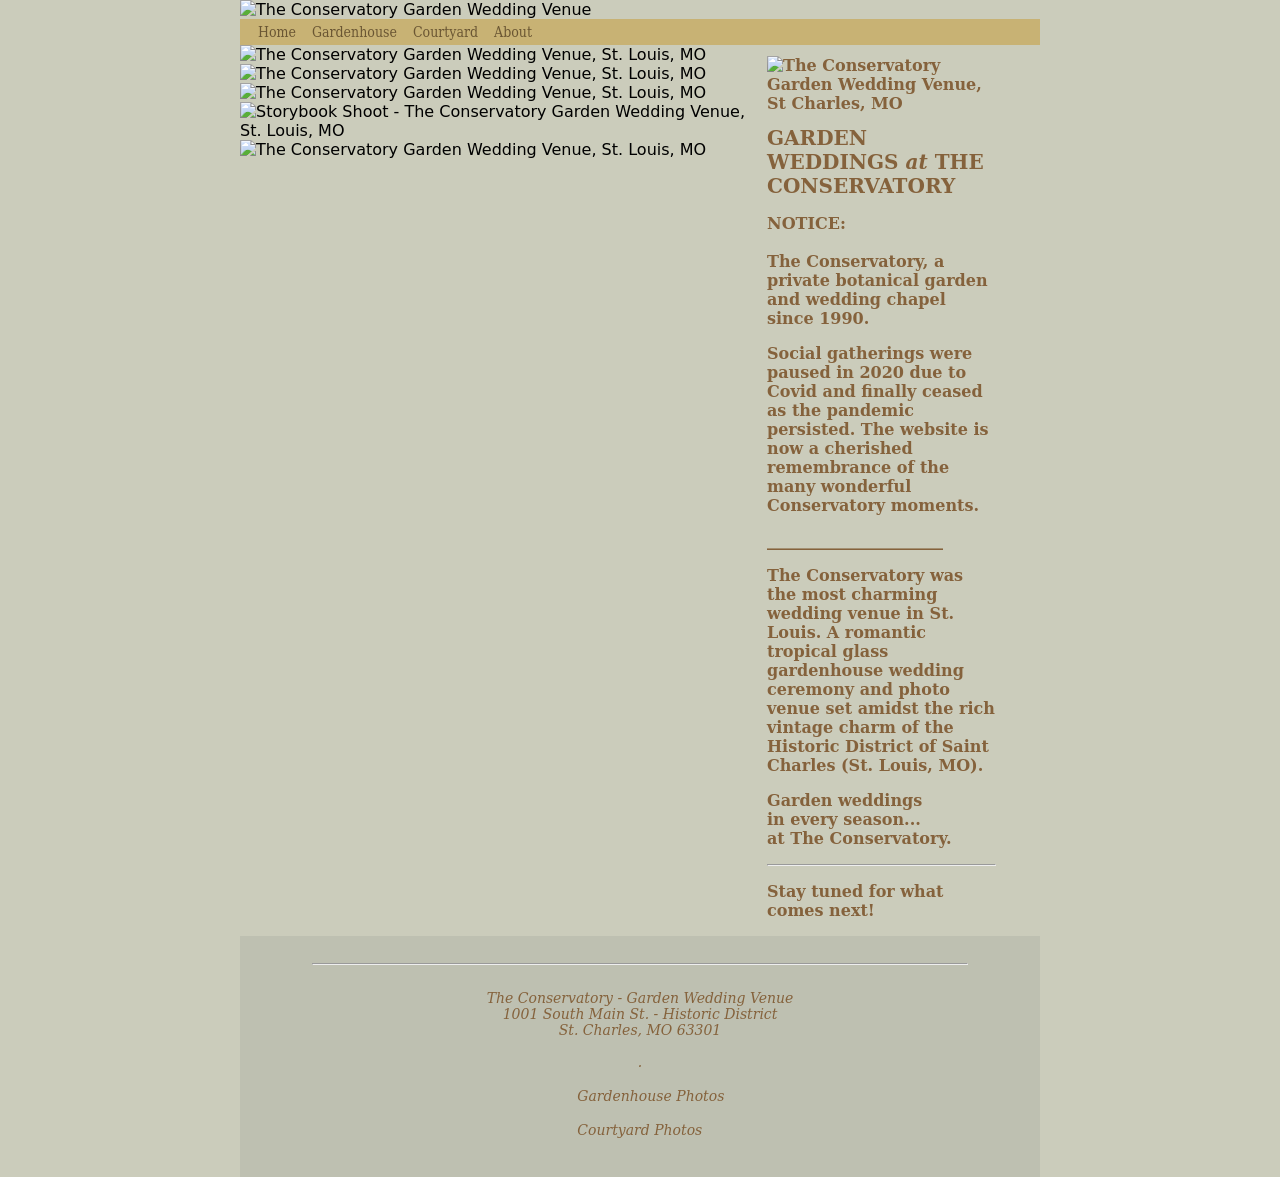 The Conservatory Garden Wedding Venue
Home Gardenhouse Courtyard About
The Conservatory Garden Wedding Venue, St. Louis, MO
The Conservatory Garden Wedding Venue, St. Louis, MO
The Conservatory Garden Wedding Venue, St. Louis, MO
Storybook Shoot - The Conservatory Garden Wedding Venue,
St. Louis, MO
The Conservatory Garden Wedding Venue, St. Louis, MO
The Conservatory
Garden Wedding Venue,
St Charles, MO
GARDEN
WEDDINGS at THE
CONSERVATORY
NOTICE:
The Conservatory, a
private botanical garden
and wedding chapel
since 1990.
Social gatherings were
paused in 2020 due to
Covid and finally ceased
as the pandemic
persisted. The website is
now a cherished
remembrance of the
many wonderful
Conservatory moments.
______________________
The Conservatory was
the most charming
wedding venue in St.
Louis. A romantic
tropical glass
gardenhouse wedding
ceremony and photo
venue set amidst the rich
vintage charm of the
Historic District of Saint
Charles (St. Louis, MO).
Garden weddings
in every season...
at The Conservatory.
Stay tuned for what
comes next!
The Conservatory - Garden Wedding Venue
1001 South Main St. - Historic District
St. Charles, MO 63301
.
Gardenhouse Photos
Courtyard Photos